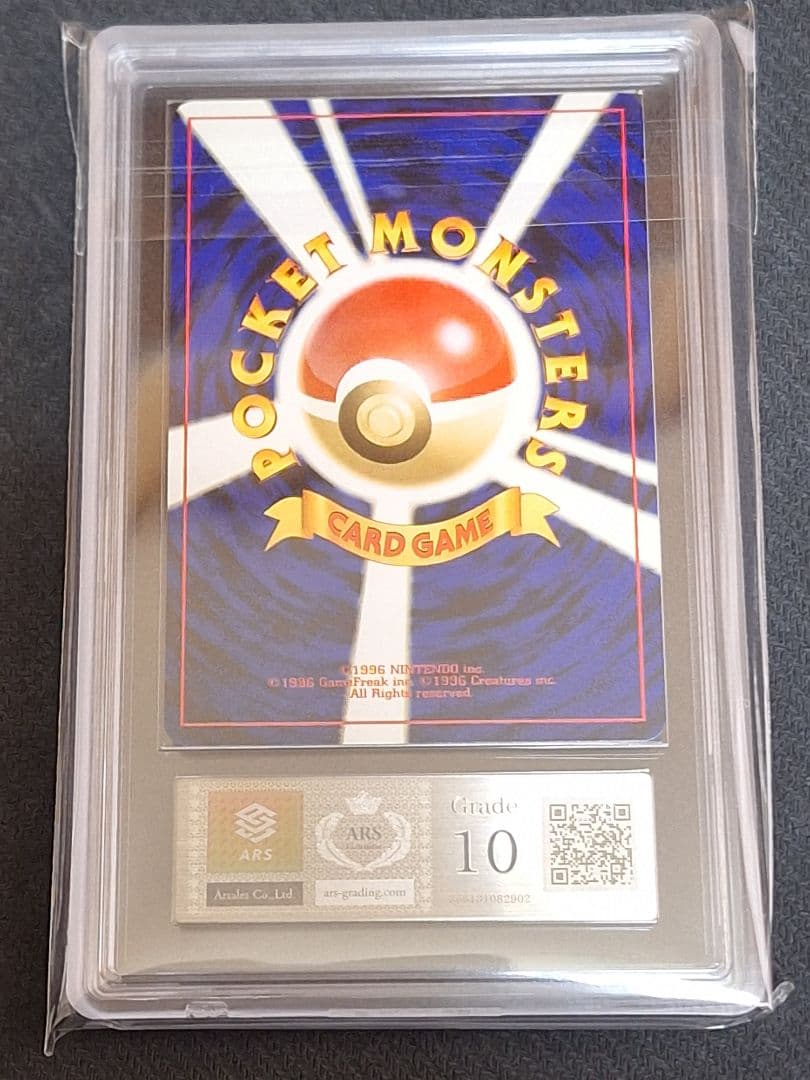 POCKET MONSTERS
CARD GAME
©1996 NINTENDO inc.
©1996 GameFreak inc. ©1996 Creatures inc.
All Rights reserved.
ARS
Arsales Co.,Ltd.
ARS
ars-grading.com
Grade
10